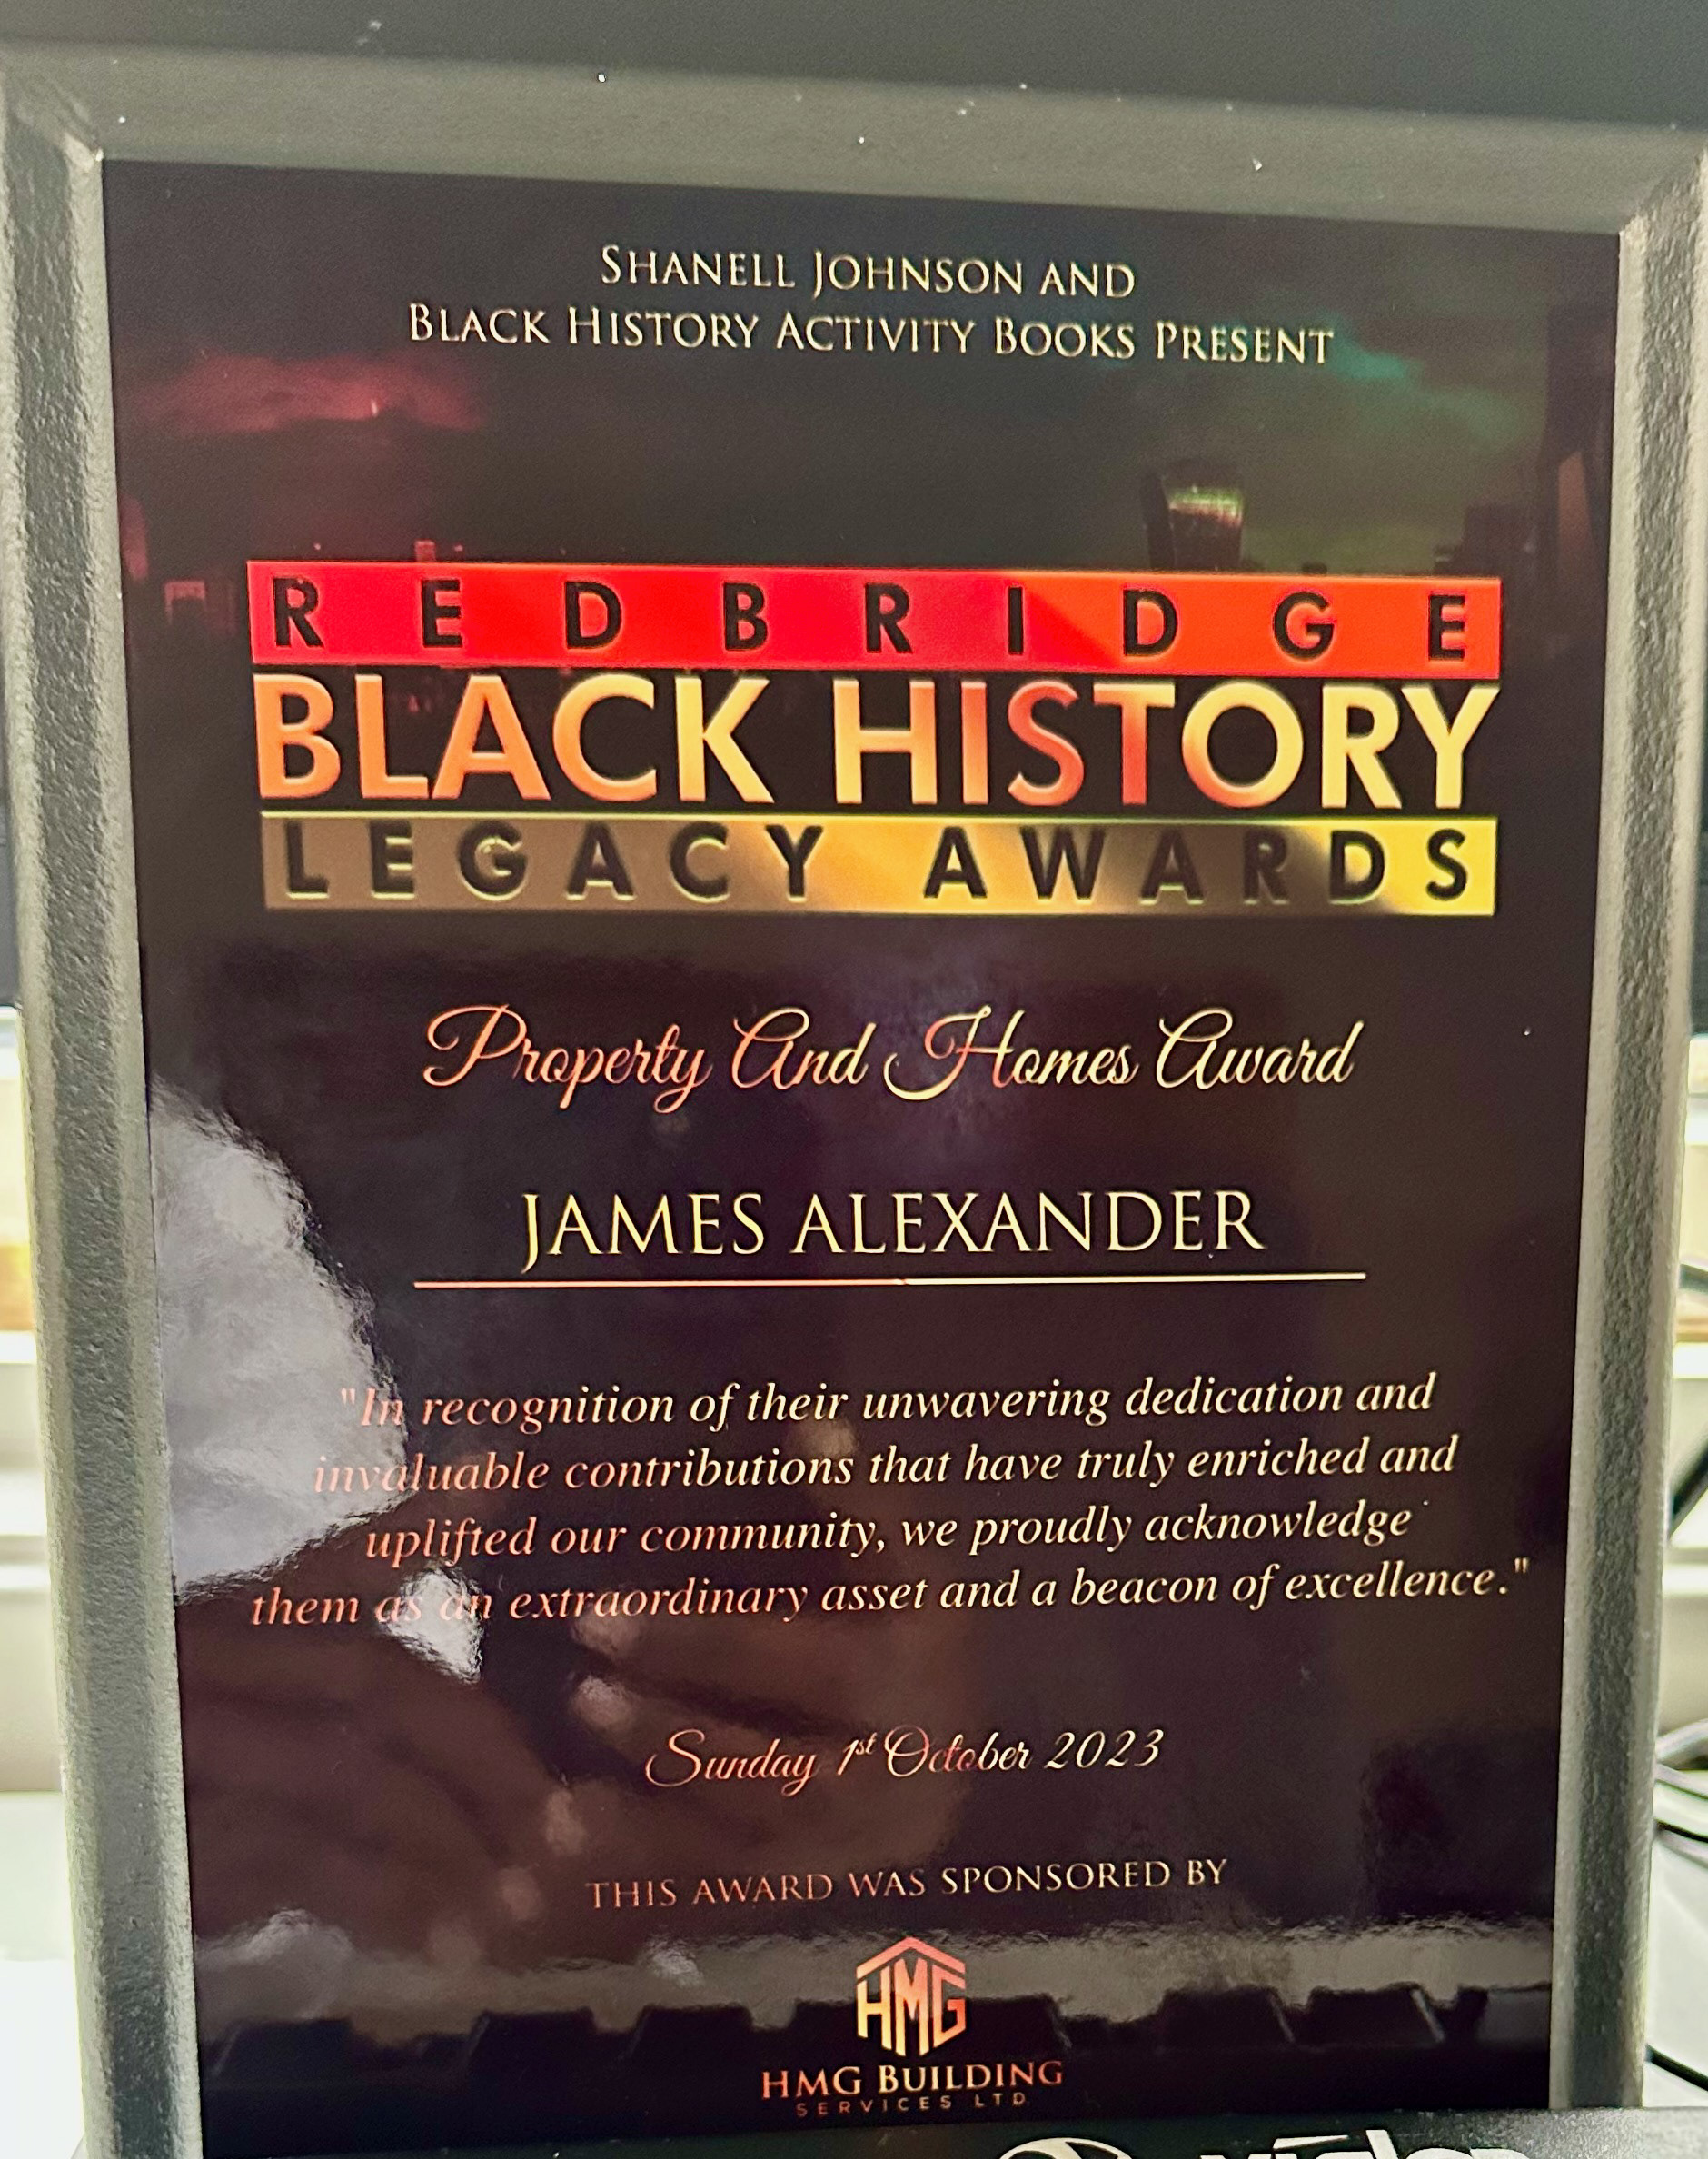 SHANELL JOHNSON AND
BLACK HISTORY ACTIVITY BOOKS PRESENT
REDBRIDGE
BLACK HISTORY
LEGACY AWARDS
Property And Homes Award
JAMES ALEXANDER
"In recognition of their unwavering dedication and
invaluable contributions that have truly enriched and
uplifted our community, we proudly acknowledge
them as an extraordinary asset and a beacon of excellence."
Sunday 1st October 2023
THIS AWARD WAS SPONSORED BY
HMG
HMG BUILDING
SERVICES LTD